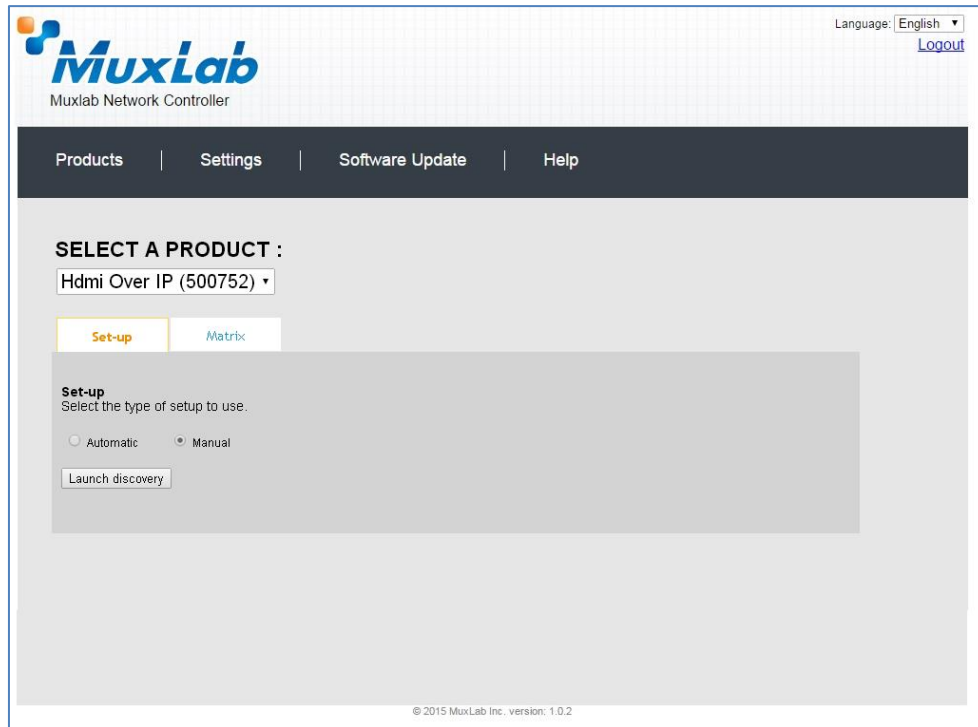 Language: English
Logout
MuxLab
Muxlab Network Controller
Products | Settings | Software Update | Help
SELECT A PRODUCT :
Hdmi Over IP (500752)
Set-up Matrix
Set-up
Select the type of setup to use.
Automatic Manual
Launch discovery
© 2015 MuxLab Inc. version: 1.0.2